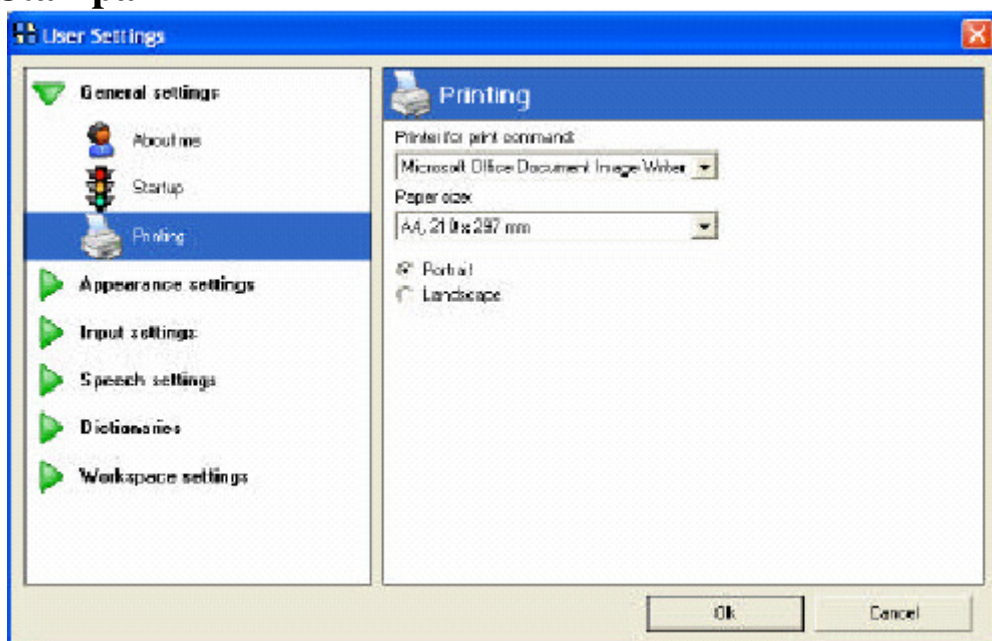 User Settings
General settings
About me
Startup
Printing
Appearance settings
Input settings
Speech settings
Dictionaries
Workspace settings
Printing
Printer for print command:
Microsoft Office Document Image Writer
Paper size:
A4, 210 x 297 mm
Portrait
Landscape
Ok
Cancel